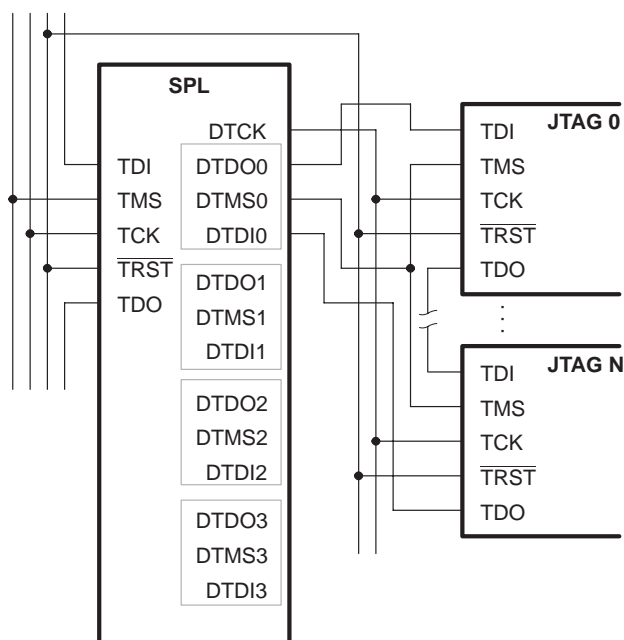 SPL
DTCK
TDI
TMS
TCK
TRST
TDO
DTDO0
DTMS0
DTDI0
DTDO1
DTMS1
DTDI1
DTDO2
DTMS2
DTDI2
DTDO3
DTMS3
DTDI3
JTAG 0
TDI
TMS
TCK
TRST
TDO
JTAG N
TDI
TMS
TCK
TRST
TDO